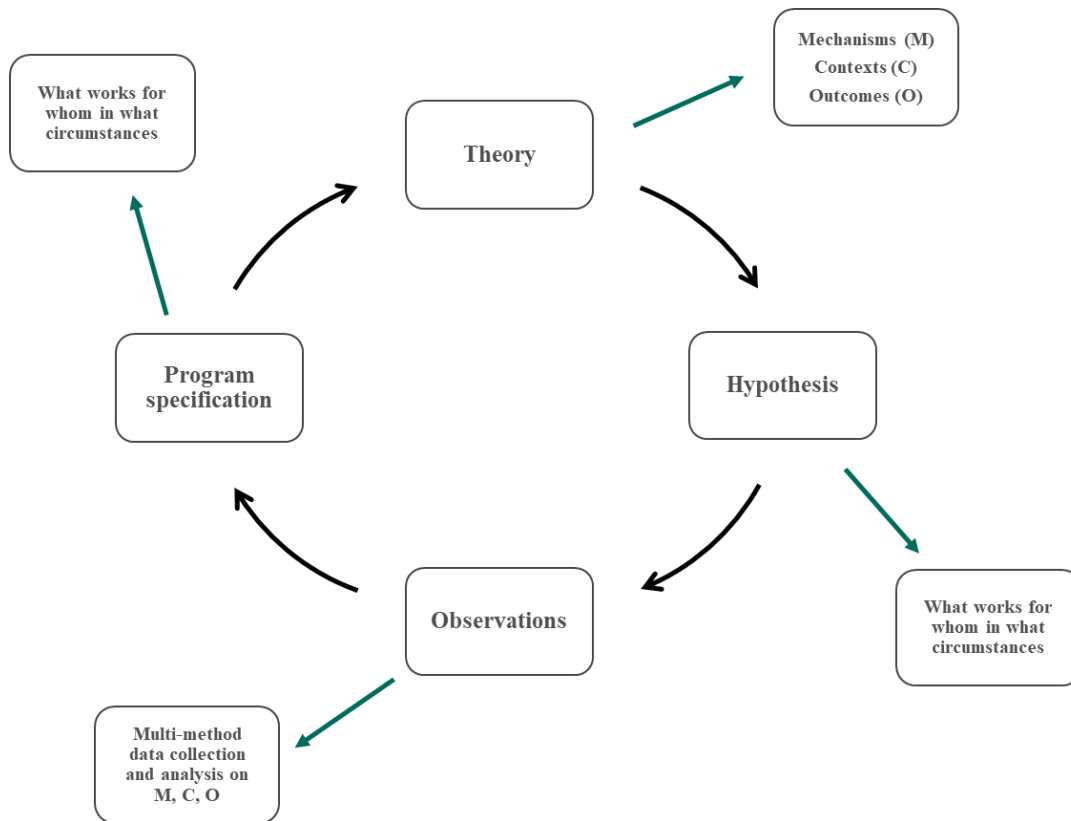 Mechanisms (M)
Contexts (C)
Outcomes (O)
What works for
whom in what
circumstances
Theory
Program
specification
Hypothesis
Observations
What works for
whom in what
circumstances
Multi-method
data collection
and analysis on
M, C, O